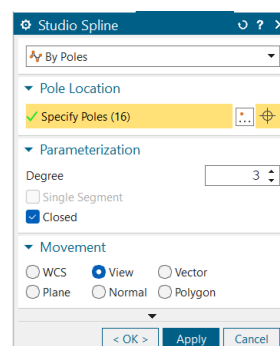 Studio Spline
By Poles
Pole Location
Specify Poles (16)
Parameterization
Degree 3
Single Segment
Closed
Movement
WCS View Vector
Plane Normal Polygon
< OK > Apply Cancel